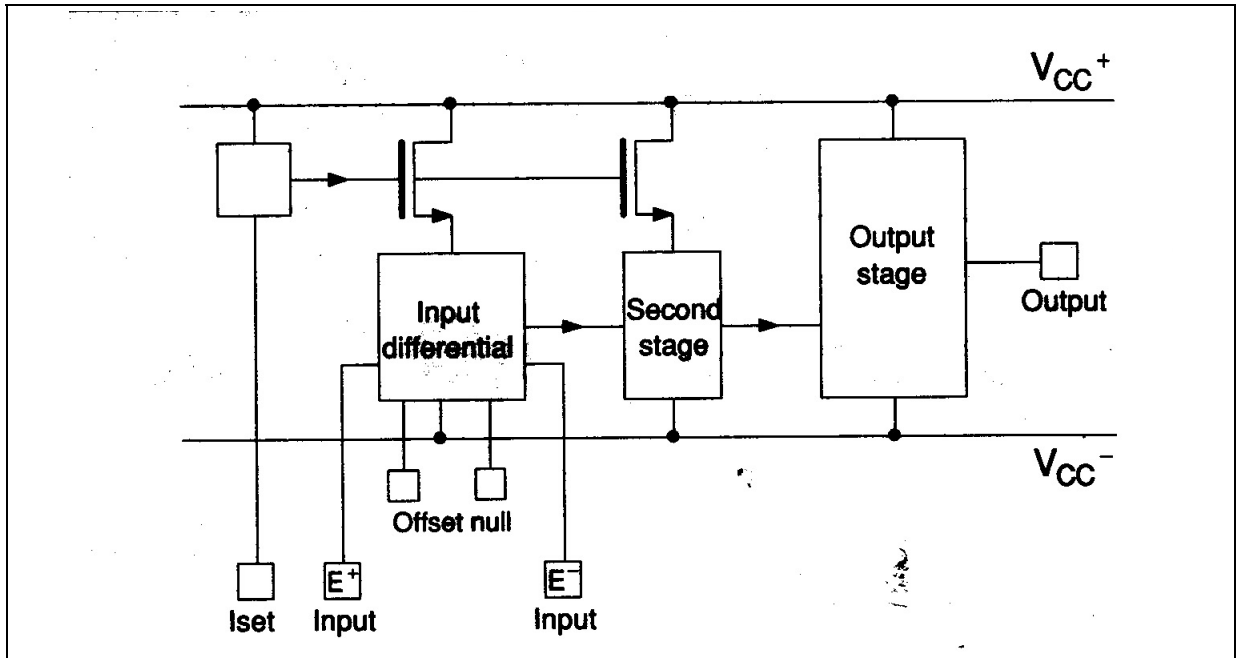 VCC+
Output
stage
Output
Input
differential
Second
stage
VCC−
Offset null
E+
E−
Iset
Input
Input